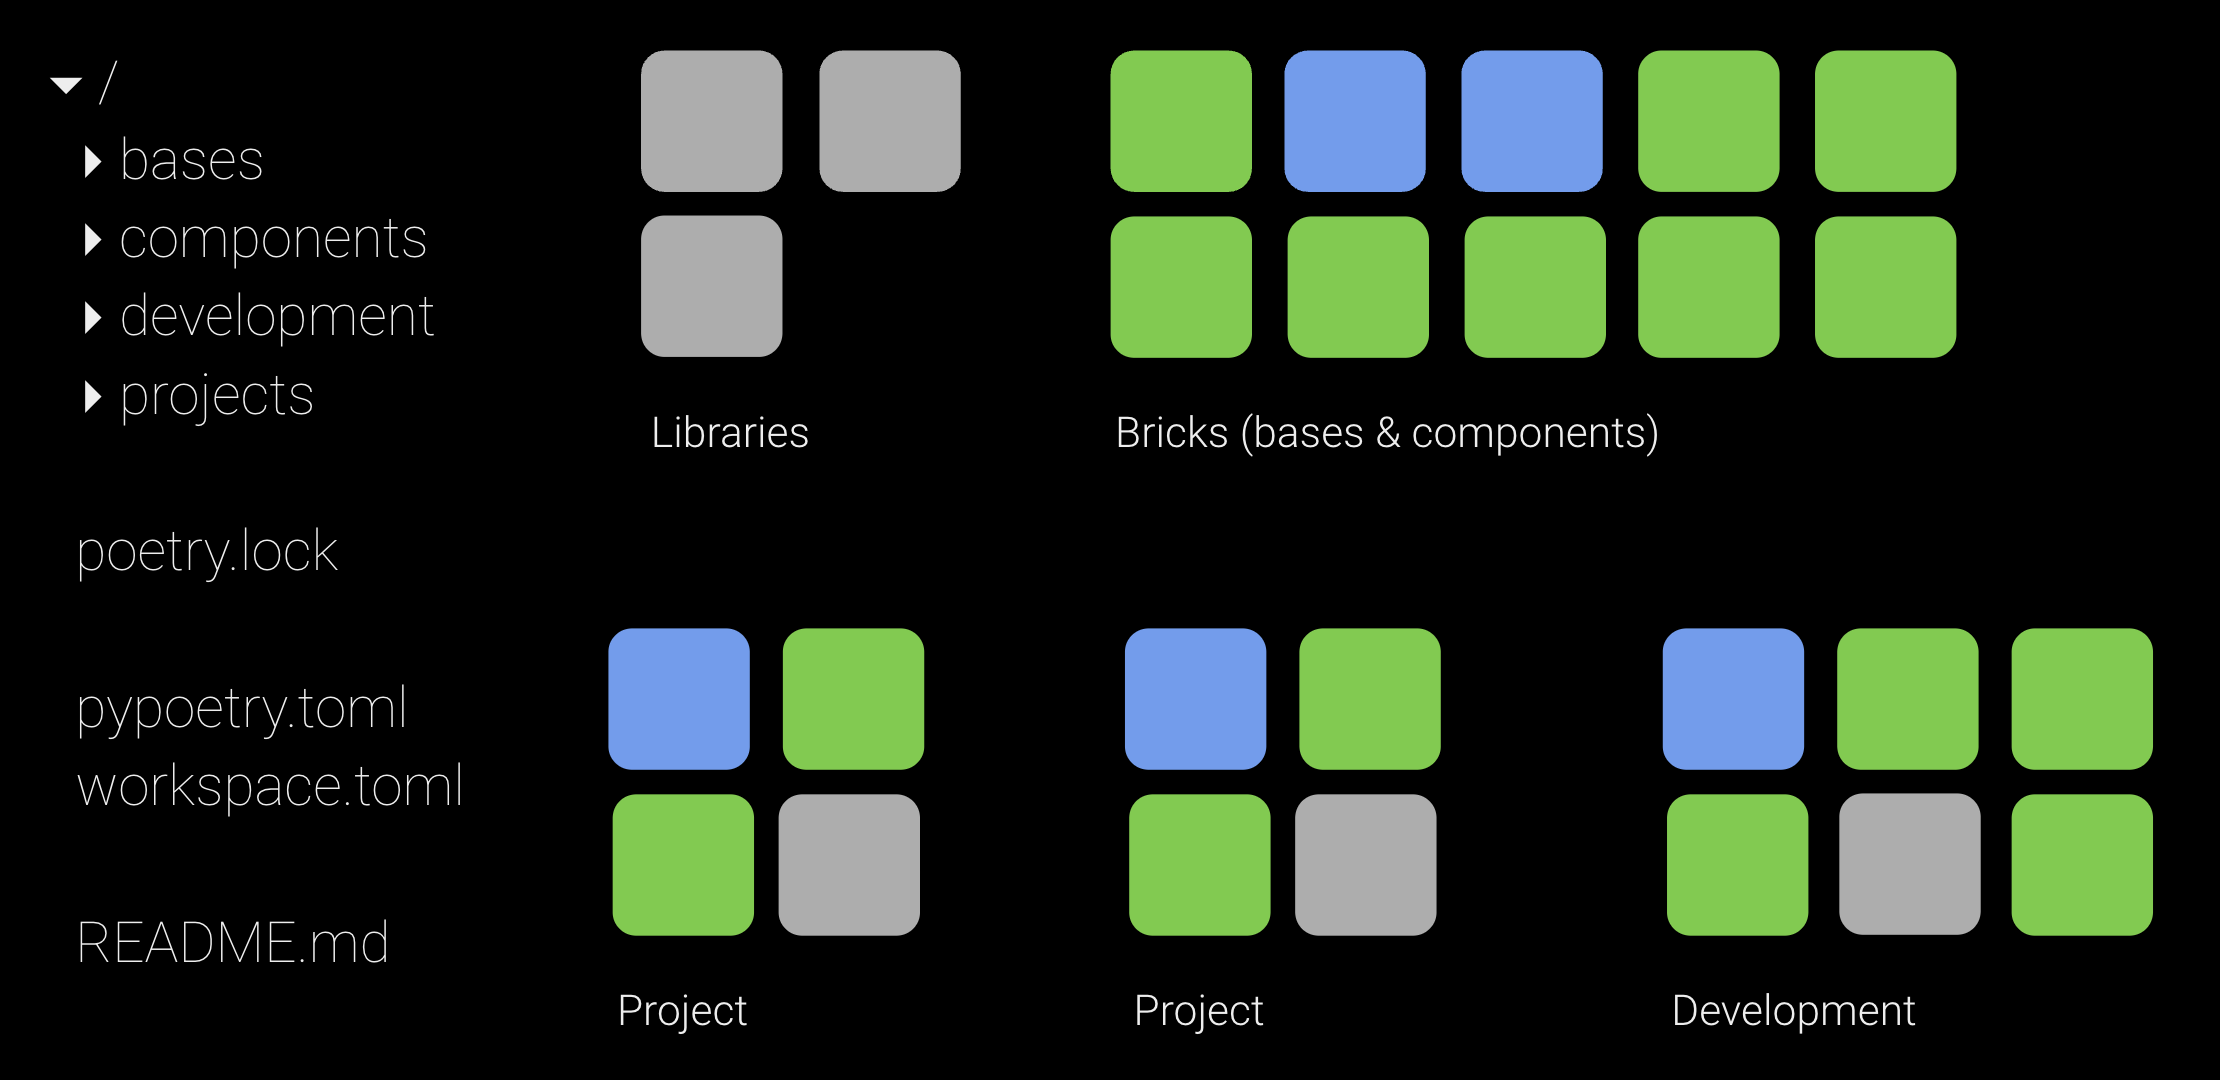 /
bases
components
development
projects
poetry.lock
pypoetry.toml
workspace.toml
README.md
Libraries
Bricks (bases & components)
Project
Project
Development